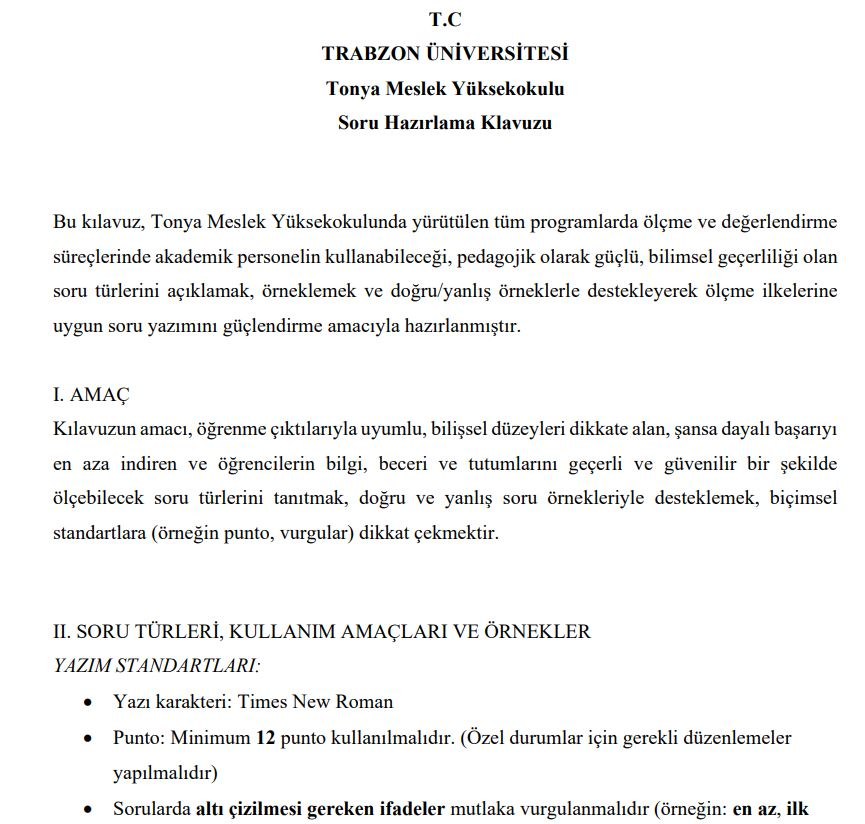 T.C
TRABZON ÜNİVERSİTESİ
Tonya Meslek Yüksekokulu
Soru Hazırlama Klavuzu
Bu kılavuz, Tonya Meslek Yüksekokulunda yürütülen tüm programlarda ölçme ve değerlendirme
süreçlerinde akademik personelin kullanabileceği, pedagojik olarak güçlü, bilimsel geçerliliği olan
soru türlerini açıklamak, örneklemek ve doğru/yanlış örneklerle destekleyerek ölçme ilkelerine
uygun soru yazımını güçlendirme amacıyla hazırlanmıştır.
I. AMAÇ
Kılavuzun amacı, öğrenme çıktılarıyla uyumlu, bilişsel düzeyleri dikkate alan, şansa dayalı başarıyı
en aza indiren ve öğrencilerin bilgi, beceri ve tutumlarını geçerli ve güvenilir bir şekilde
ölçebilecek soru türlerini tanıtmak, doğru ve yanlış soru örnekleriyle desteklemek, biçimsel
standartlara (örneğin punto, vurgular) dikkat çekmektir.
II. SORU TÜRLERİ, KULLANIM AMAÇLARI VE ÖRNEKLER
YAZIM STANDARTLARI:
• Yazı karakteri: Times New Roman
• Punto: Minimum 12 punto kullanılmalıdır. (Özel durumlar için gerekli düzenlemeler
yapılmalıdır)
• Sorularda altı çizilmesi gereken ifadeler mutlaka vurgulanmalıdır (örneğin: en az, ilk